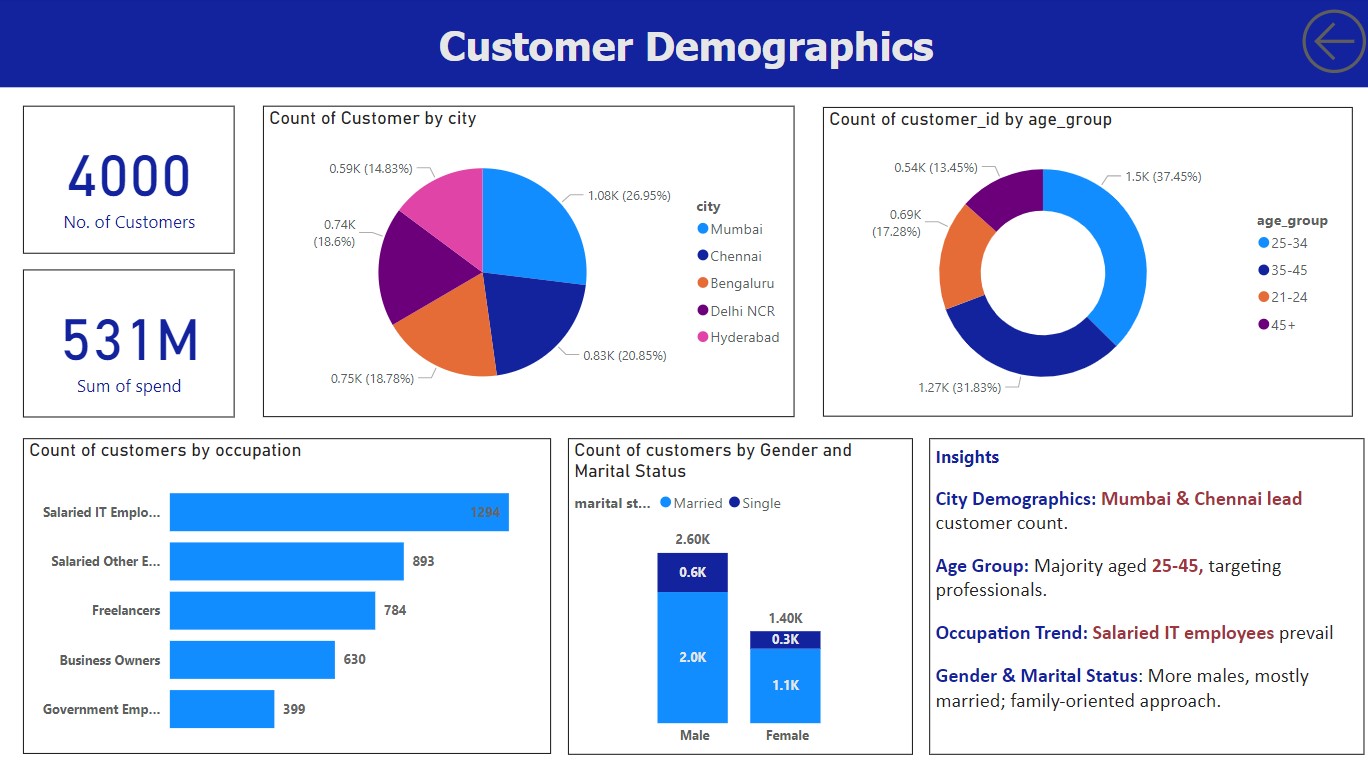 Customer Demographics
4000
No. of Customers
531M
Sum of spend
Count of Customer by city
0.59K (14.83%)
1.08K (26.95%)
0.74K
(18.6%)
0.83K (20.85%)
0.75K (18.78%)
city
Mumbai
Chennai
Bengaluru
Delhi NCR
Hyderabad
Count of customer_id by age_group
0.54K (13.45%)
1.5K (37.45%)
0.69K
(17.28%)
1.27K (31.83%)
age_group
25-34
35-45
21-24
45+
Count of customers by occupation
Salaried IT Emplo... 1294
Salaried Other E... 893
Freelancers 784
Business Owners 630
Government Emp... 399
Count of customers by Gender and
Marital Status
marital st... Married Single
2.60K
0.6K
2.0K
1.40K
0.3K
1.1K
Male Female
Insights
City Demographics: Mumbai & Chennai lead
customer count.
Age Group: Majority aged 25-45, targeting
professionals.
Occupation Trend: Salaried IT employees prevail
Gender & Marital Status: More males, mostly
married; family-oriented approach.